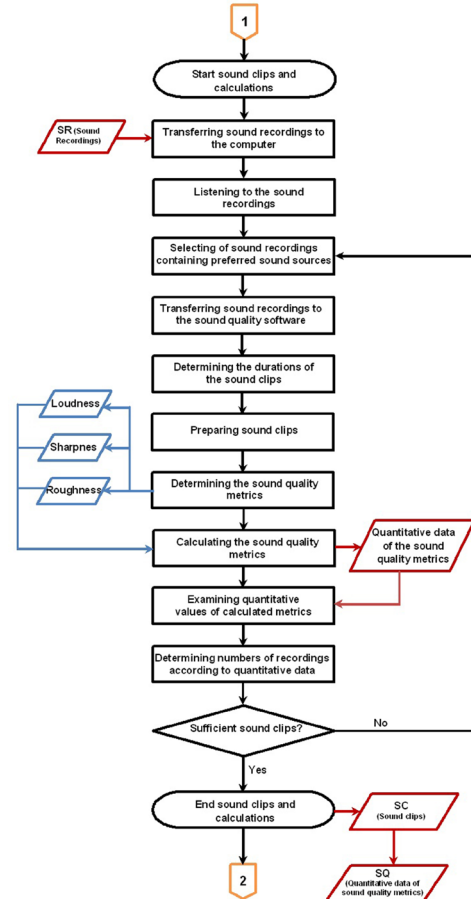 1
Start sound clips and
calculations
SR (Sound
Recordings)
Transferring sound recordings to
the computer
Listening to the sound
recordings
Selecting of sound recordings
containing preferred sound sources
Transferring sound recordings to
the sound quality software
Determining the durations of
the sound clips
Loudness
Preparing sound clips
Sharpnes
Roughness
Determining the sound quality
metrics
Calculating the sound quality
metrics
Quantitative data
of the sound
quality metrics
Examining quantitative
values of calculated metrics
Determining numbers of recordings
according to quantitative data
Sufficient sound clips?
No
Yes
End sound clips and
calculations
SC
(Sound clips)
2
SQ
(Quantitative data of
sound quality metrics)